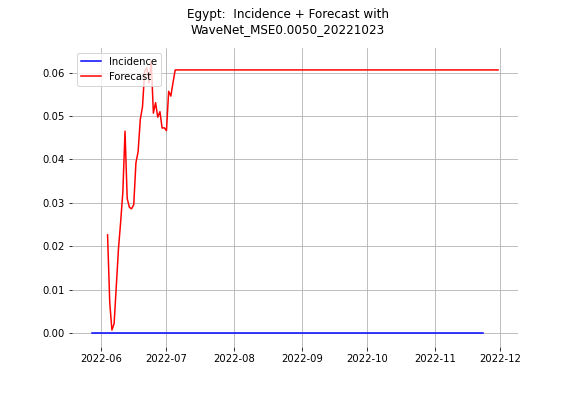 Egypt:  Incidence + Forecast with
WaveNet_MSE0.0050_20221023
Incidence
Forecast
0.06
0.05
0.04
0.03
0.02
0.01
0.00
2022-06 2022-07 2022-08 2022-09 2022-10 2022-11 2022-12